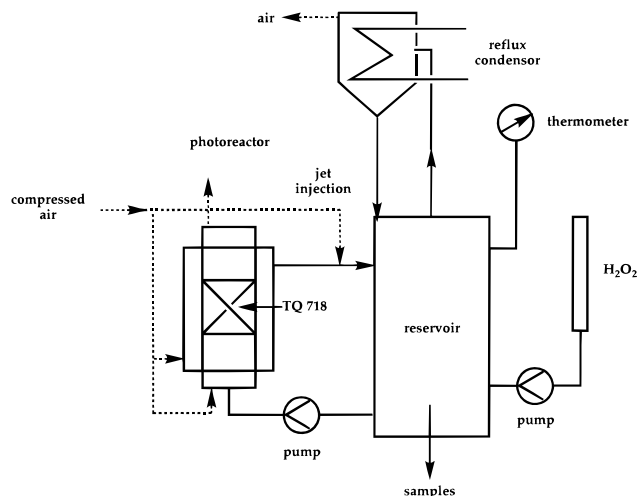 air
reflux
condensor
thermometer
photoreactor
jet
injection
compressed
air
H₂O₂
TQ 718
reservoir
pump
pump
samples